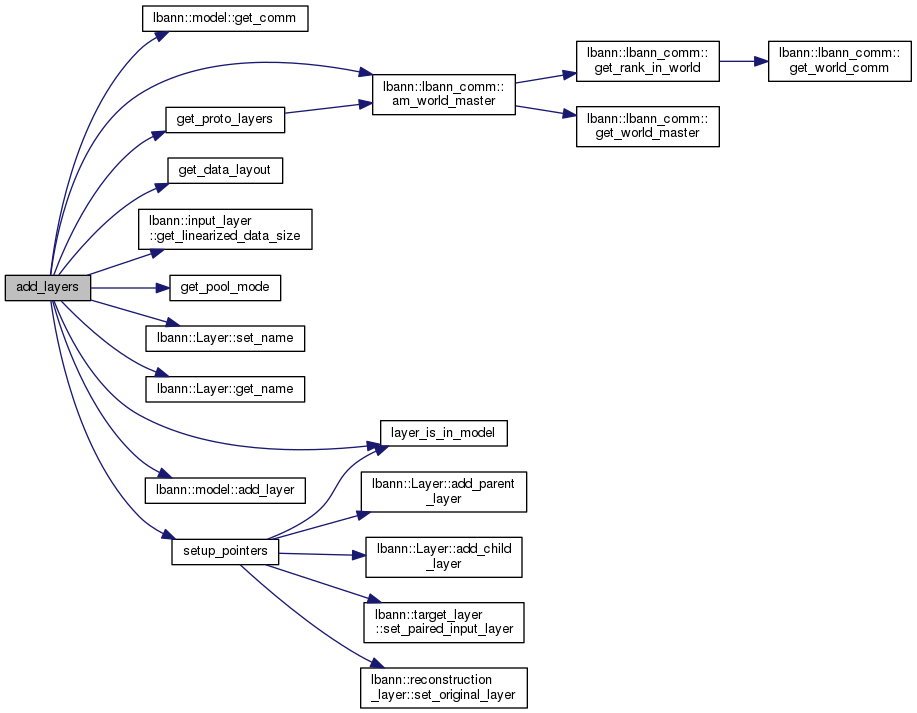 lbann::model::get_comm
lbann::lbann_comm::
get_rank_in_world
lbann::lbann_comm::
get_world_comm
lbann::lbann_comm::
am_world_master
get_proto_layers
lbann::lbann_comm::
get_world_master
get_data_layout
lbann::input_layer
::get_linearized_data_size
add_layers
get_pool_mode
lbann::Layer::set_name
lbann::Layer::get_name
layer_is_in_model
lbann::model::add_layer
lbann::Layer::add_parent
_layer
setup_pointers
lbann::Layer::add_child
_layer
lbann::target_layer
::set_paired_input_layer
lbann::reconstruction
_layer::set_original_layer